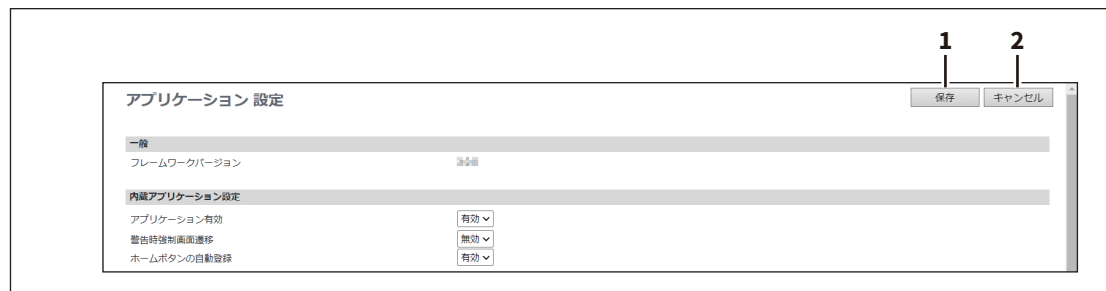 1 2
アプリケーション 設定 保存 キャンセル
一般
フレームワークバージョン
内蔵アプリケーション設定
アプリケーション有効 有効
警告時強制画面遷移 無効
ホームボタンの自動登録 有効